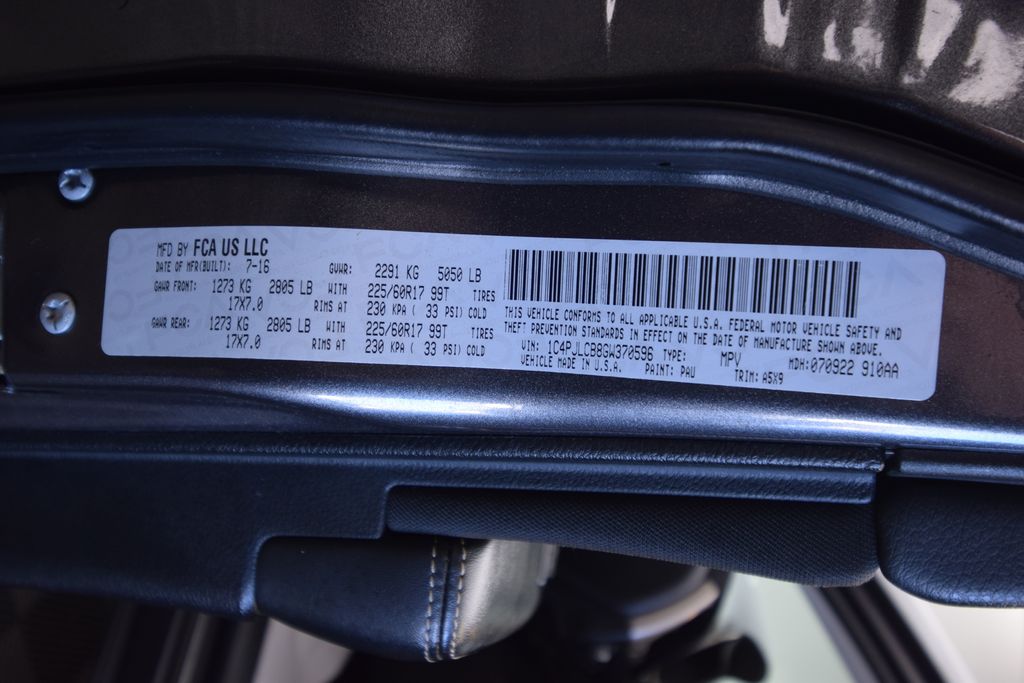 MFD BY FCA US LLC
DATE OF MFR(BUILT): 7-16 GVWR: 2291 KG 5050 LB
GAWR FRONT: 1273 KG 2805 LB WITH 225/60R17 99T TIRES
17X7.0 RIMS AT 230 KPA ( 33 PSI) COLD
GAWR REAR: 1273 KG 2805 LB WITH 225/60R17 99T TIRES
17X7.0 RIMS AT 230 KPA ( 33 PSI) COLD
THIS VEHICLE CONFORMS TO ALL APPLICABLE U.S.A. FEDERAL MOTOR VEHICLE SAFETY AND
THEFT PREVENTION STANDARDS IN EFFECT ON THE DATE OF MANUFACTURE SHOWN ABOVE.
VIN: 1C4PJLCB8GW370596 TYPE: MPV MDH:070922 910AA
VEHICLE MADE IN U.S.A. PAINT: PAU TRIM: A5X9